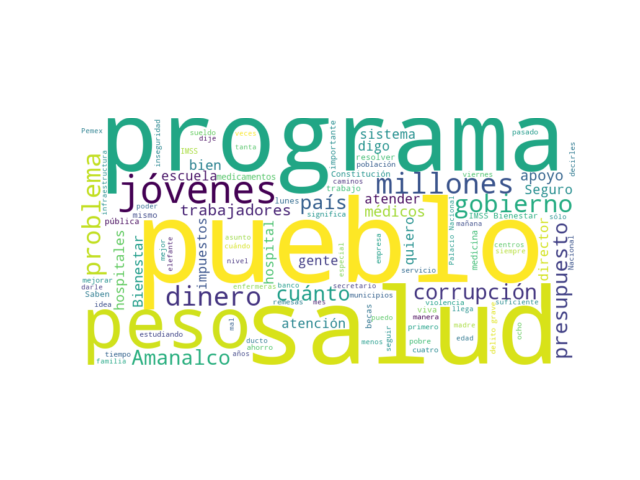 programa
pueblo
salud
peso
jóvenes
millones
gobierno
problema
dinero
país
cuánto
corrupción
presupuesto
Amanalco
trabajadores
médicos
escuela
bien
sistema
digo
apoyo
Seguro
atender
quiero
director
gente
hospital
impuestos
Bienestar
hospitales
atención
Pemex
infraestructura
inseguridad
sueldo
dije
IMSS
veces
tanta
importante
resolver
población
Constitución
caminos
trabajo
pasado
decirles
viernes
medicamentos
lunes
significa
poder
mismo
pública
IMSS Bienestar
sólo
mañana
Palacio Nacional
Nacional
medicina
centros
siempre
servicio
empresa
especial
asunto
cuándo
nivel
mejor
elefante
mejorar
darle
Saben
idea
enfermeras
banco
secretario
remesas
des
municipios
becas
violencia
llega
suficiente
viva
manera
primero
madre
delito grave
ocho
puedo
seguir
menos
pobre
cuatro
edad
estudiando
mal
ducto
ahorro
años
tiempo
familia